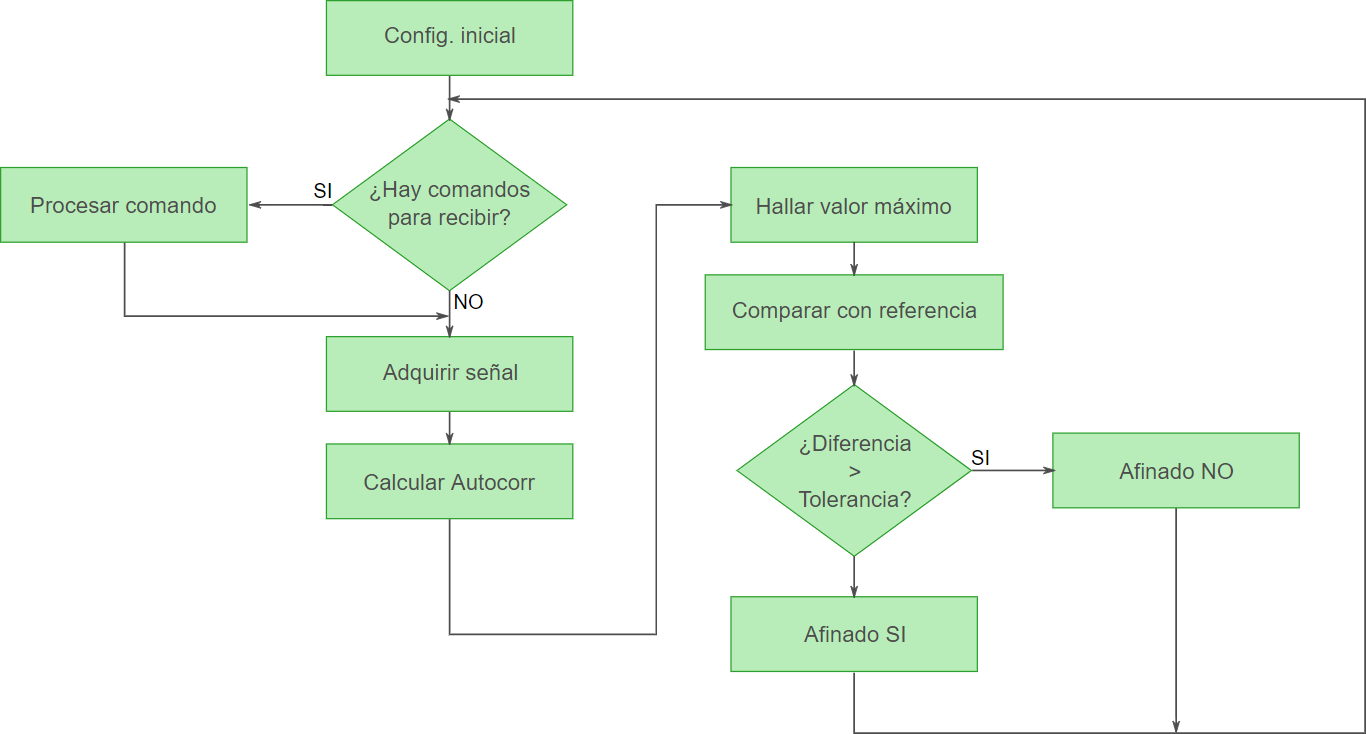 Config. inicial
¿Hay comandos
para recibir?
SI
Procesar comando
NO
Adquirir señal
Calcular Autocorr
Hallar valor máximo
Comparar con referencia
¿Diferencia
>
Tolerancia?
SI
Afinado NO
Afinado SI